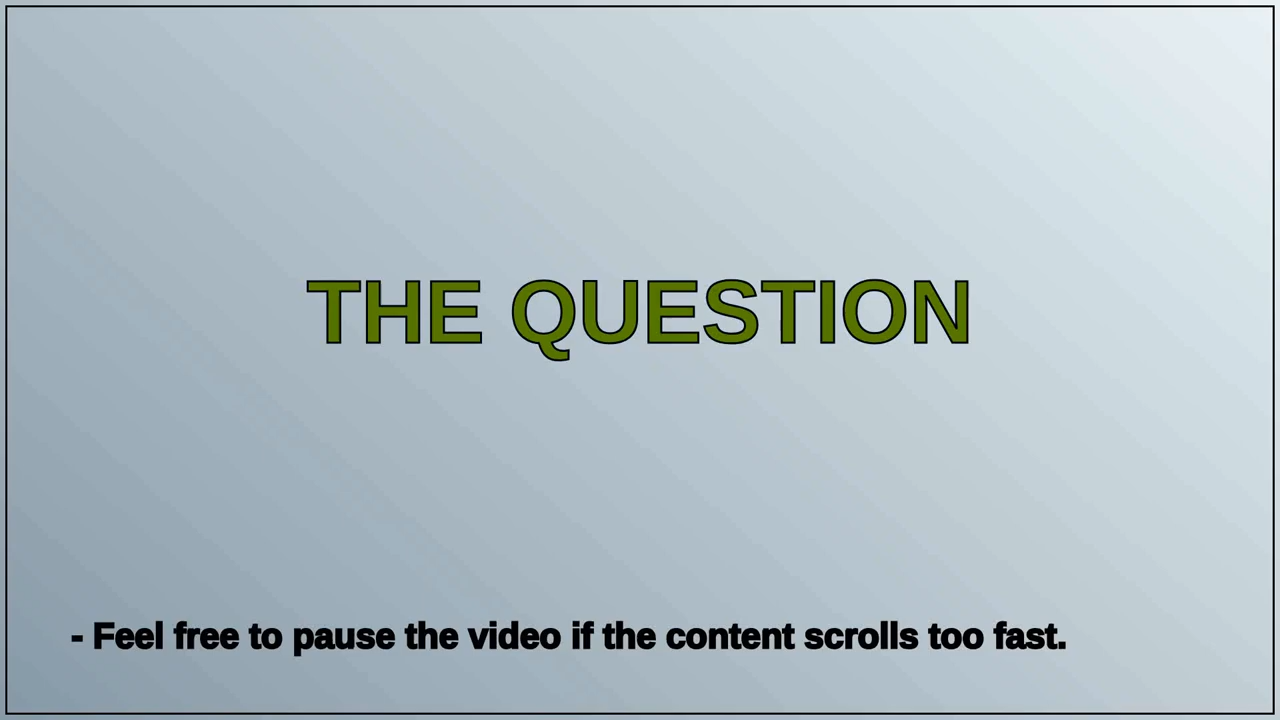 THE QUESTION
- Feel free to pause the video if the content scrolls too fast.